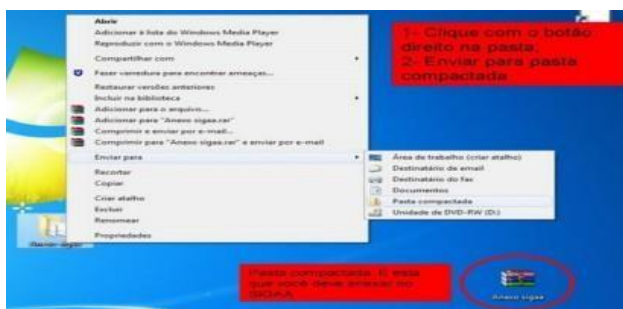 Abrir
Adicionar à lista do Windows Media Player
Reproduzir com o Windows Media Player
Compartilhar com
Fazer varredura para encontrar ameaças...
Restaurar versões anteriores
Incluir na biblioteca
Adicionar para o arquivo...
Adicionar para "Anexo sigaa.rar"
Comprimir e enviar por e-mail...
Comprimir para "Anexo sigaa.rar" e enviar por e-mail
Enviar para
Recortar
Copiar
Criar atalho
Excluir
Renomear
Propriedades
Área de trabalho (criar atalho)
Destinatário de email
Destinatário do fax
Documentos
Pasta compactada
Unidade de DVD-RW (D:)
1- Clique com o botão
direito na pasta;
2- Enviar para pasta
compactada
Anexo sigaa
Pasta compactada. É esta
que você deve anexar no
SIGAA
Anexo sigaa